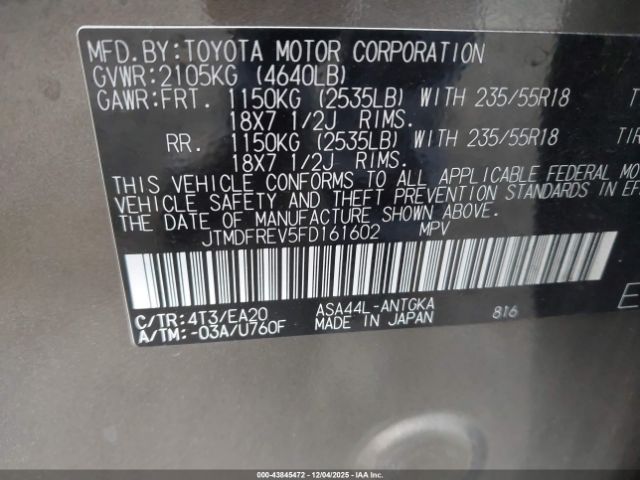 MFD.BY:TOYOTA MOTOR CORPORATION
GVWR:2105KG (4640LB)
GAWR:FRT. 1150KG (2535LB) WITH 235/55R18
18X7 1/2J RIMS.
RR. 1150KG (2535LB) WITH 235/55R18 TIR
18X7 1/2J RIMS.
THIS VEHICLE CONFORMS TO ALL APPLICABLE FEDERAL MO
VEHICLE SAFETY AND THEFT PREVENTION STANDARDS IN EF
THE DATE OF MANUFACTURE SHOWN ABOVE.
JTMDFREV5FD161602 MPV
C/TR:4T3/EA20 ASA44L-ANTGKA 816
A/TM:-03A/U760F MADE IN JAPAN
000-43845472 • 12/04/2025 • IAAI